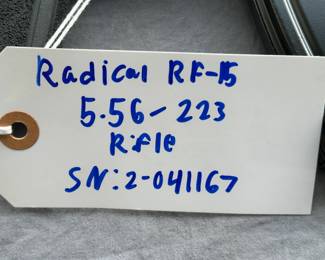 Radical RF-15
5.56-223
Rifle
SN:2-041167